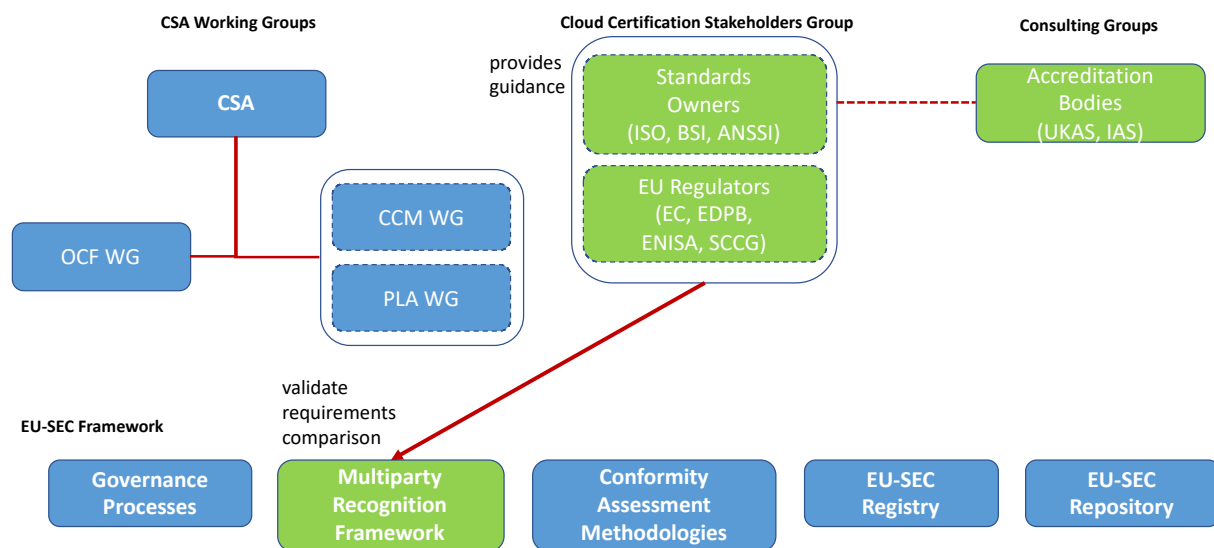 CSA Working Groups
Cloud Certification Stakeholders Group
Consulting Groups
provides
guidance
CSA
Standards
Owners
(ISO, BSI, ANSSI)
Accreditation
Bodies
(UKAS, IAS)
EU Regulators
(EC, EDPB,
ENISA, SCCG)
OCF WG
CCM WG
PLA WG
validate
requirements
comparison
EU-SEC Framework
Governance
Processes
Multiparty
Recognition
Framework
Conformity
Assessment
Methodologies
EU-SEC
Registry
EU-SEC
Repository